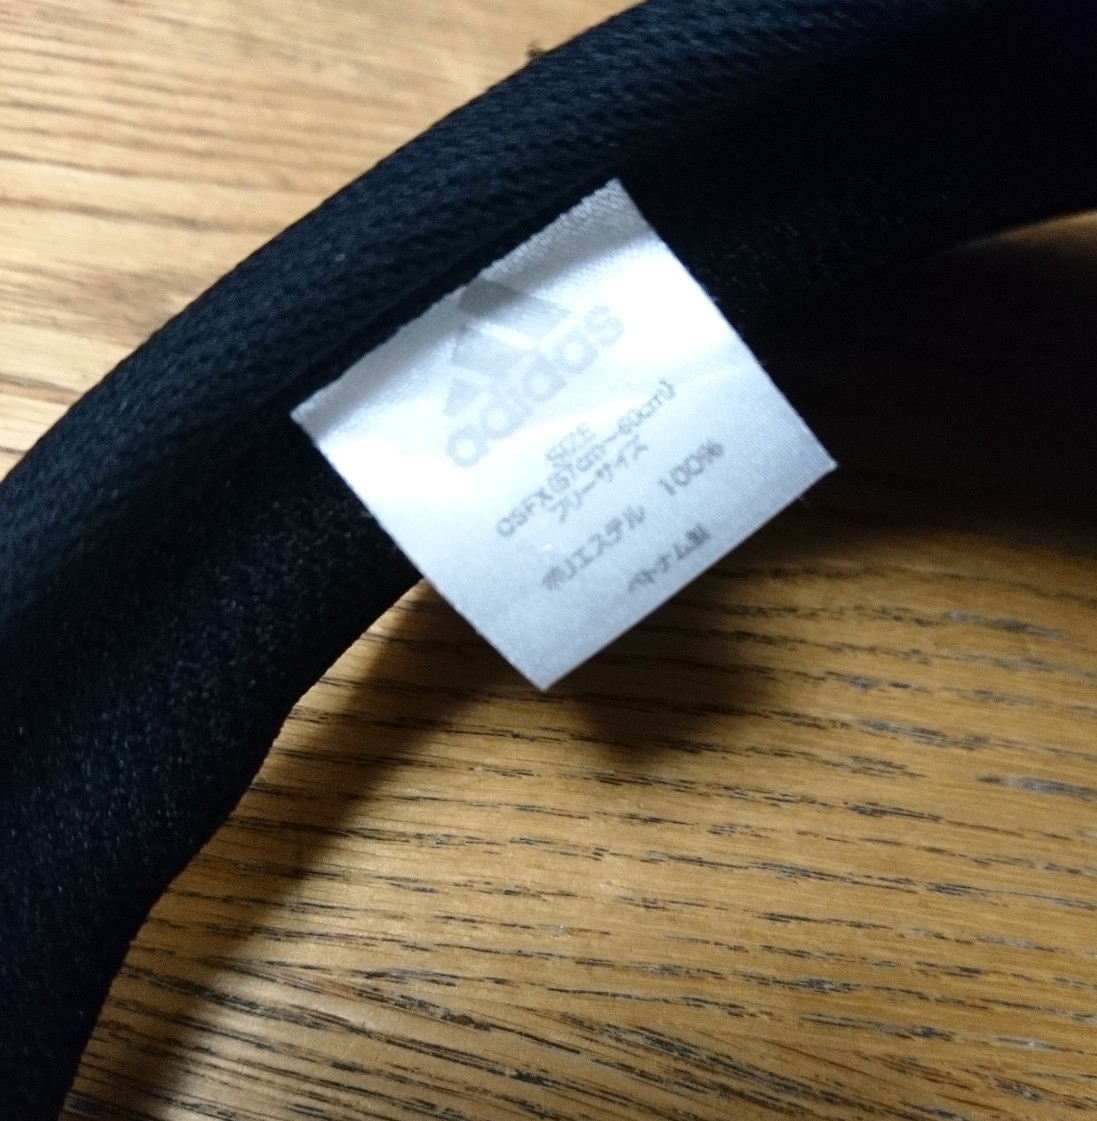 adidas
SIZE
OSFX(57cm～60cm)
フリーサイズ
ポリエステル 100%
ベトナム製